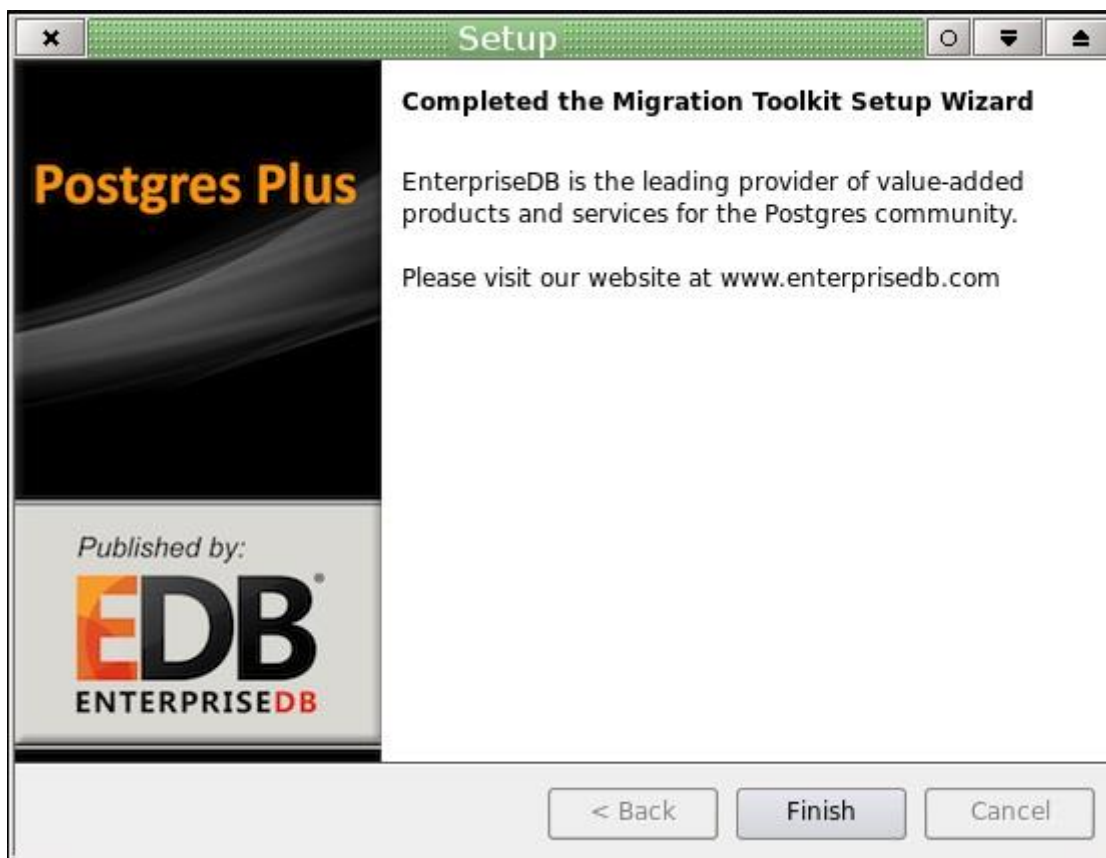 Setup
Postgres Plus
Completed the Migration Toolkit Setup Wizard
EnterpriseDB is the leading provider of value-added
products and services for the Postgres community.
Please visit our website at www.enterprisedb.com
Published by:
EDB®
ENTERPRISEDB
< Back
Finish
Cancel